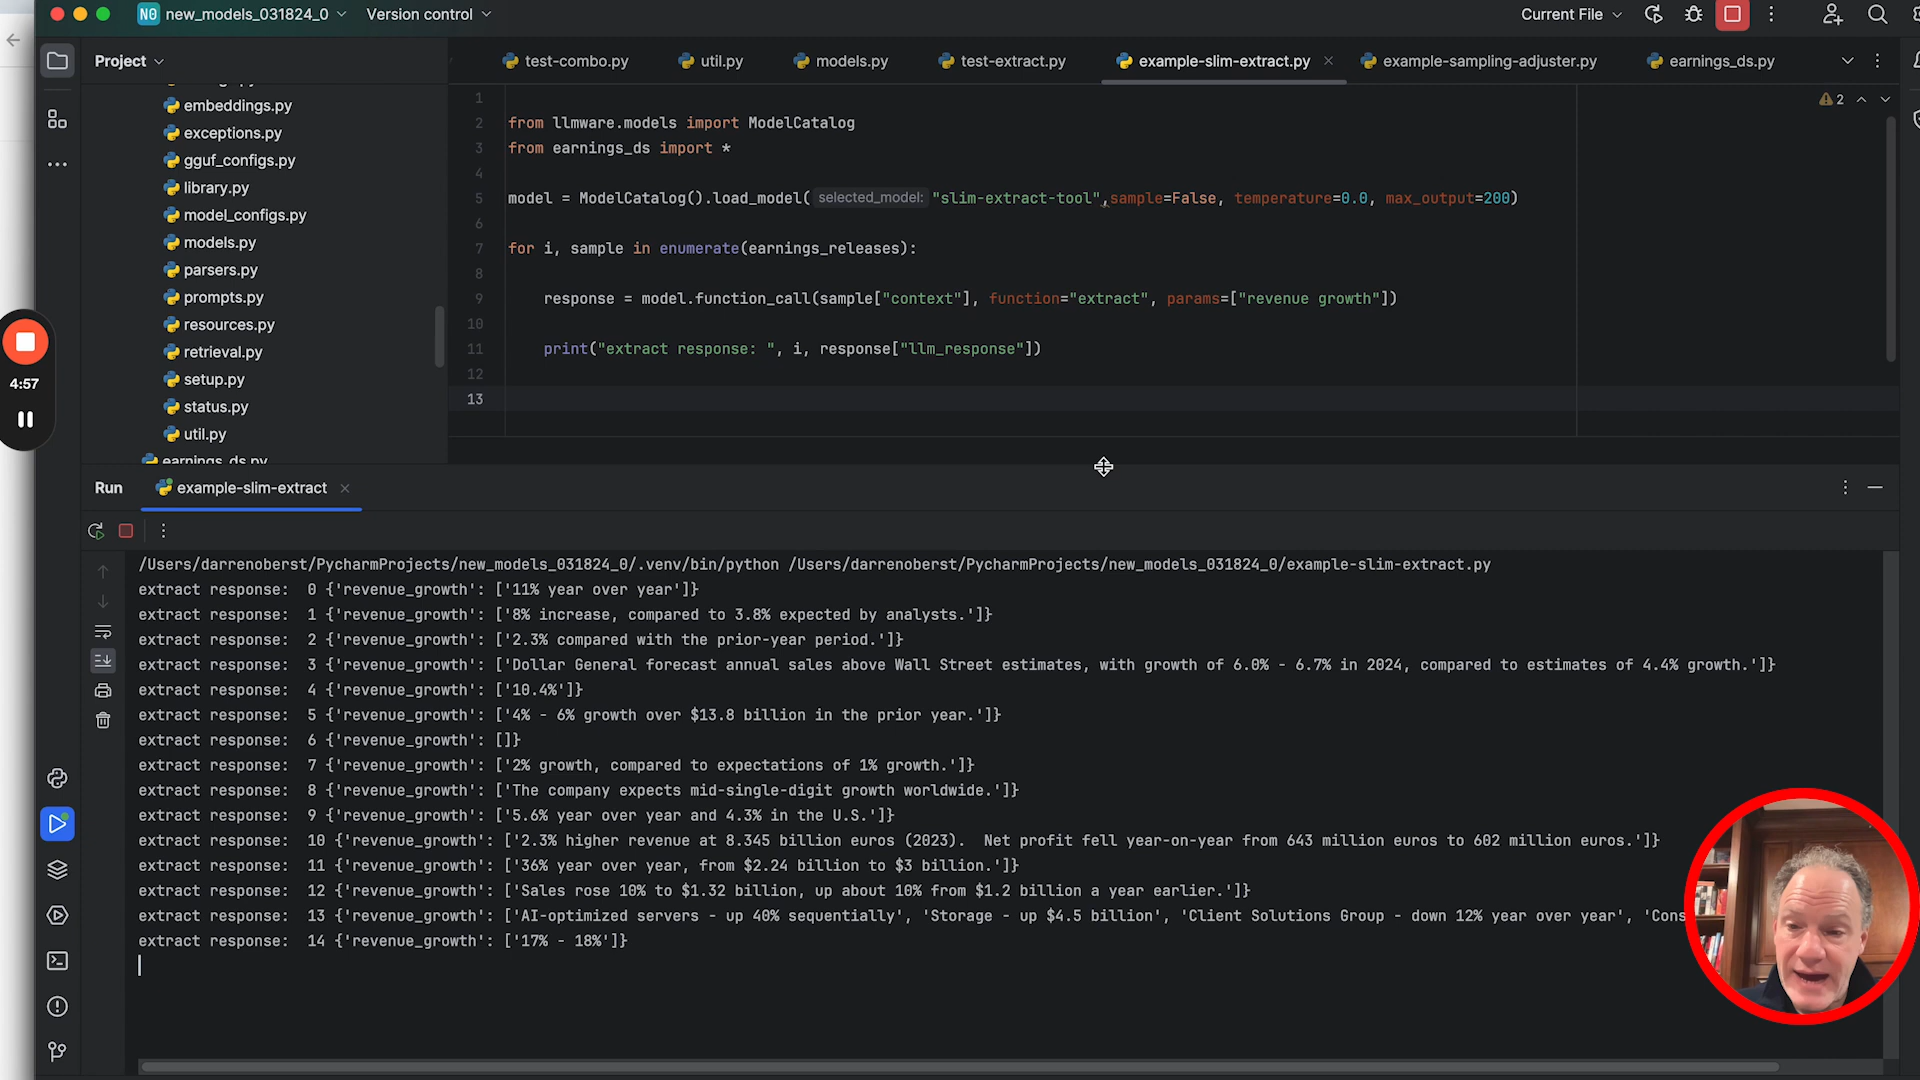 N0 new_models_031824_0 Version control Current File
Project
test-combo.py util.py models.py test-extract.py example-slim-extract.py example-sampling-adjuster.py earnings_ds.py
embeddings.py
exceptions.py
gguf_configs.py
library.py
model_configs.py
models.py
parsers.py
prompts.py
resources.py
retrieval.py
setup.py
status.py
util.py
earnings_ds.py
4:57
2
1
2 from llmware.models import ModelCatalog
3 from earnings_ds import *
4
5 model = ModelCatalog().load_model( selected_model: "slim-extract-tool",sample=False, temperature=0.0, max_output=200)
6
7 for i, sample in enumerate(earnings_releases):
8
9 response = model.function_call(sample["context"], function="extract", params=["revenue growth"])
10
11 print("extract response: ", i, response["llm_response"])
12
13
Run example-slim-extract
/Users/darrenoberst/PycharmProjects/new_models_031824_0/.venv/bin/python /Users/darrenoberst/PycharmProjects/new_models_031824_0/example-slim-extract.py
extract response:  0 {'revenue_growth': ['11% year over year']}
extract response:  1 {'revenue_growth': ['8% increase, compared to 3.8% expected by analysts.']}
extract response:  2 {'revenue_growth': ['2.3% compared with the prior-year period.']}
extract response:  3 {'revenue_growth': ['Dollar General forecast annual sales above Wall Street estimates, with growth of 6.0% - 6.7% in 2024, compared to estimates of 4.4% growth.']}
extract response:  4 {'revenue_growth': ['10.4%']}
extract response:  5 {'revenue_growth': ['4% - 6% growth over $13.8 billion in the prior year.']}
extract response:  6 {'revenue_growth': []}
extract response:  7 {'revenue_growth': ['2% growth, compared to expectations of 1% growth.']}
extract response:  8 {'revenue_growth': ['The company expects mid-single-digit growth worldwide.']}
extract response:  9 {'revenue_growth': ['5.6% year over year and 4.3% in the U.S.']}
extract response:  10 {'revenue_growth': ['2.3% higher revenue at 8.345 billion euros (2023).  Net profit fell year-on-year from 643 million euros to 602 million euros.']}
extract response:  11 {'revenue_growth': ['36% year over year, from $2.24 billion to $3 billion.']}
extract response:  12 {'revenue_growth': ['Sales rose 10% to $1.32 billion, up about 10% from $1.2 billion a year earlier.']}
extract response:  13 {'revenue_growth': ['AI-optimized servers - up 40% sequentially', 'Storage - up $4.5 billion', 'Client Solutions Group - down 12% year over year', 'Cons
extract response:  14 {'revenue_growth': ['17% - 18%']}